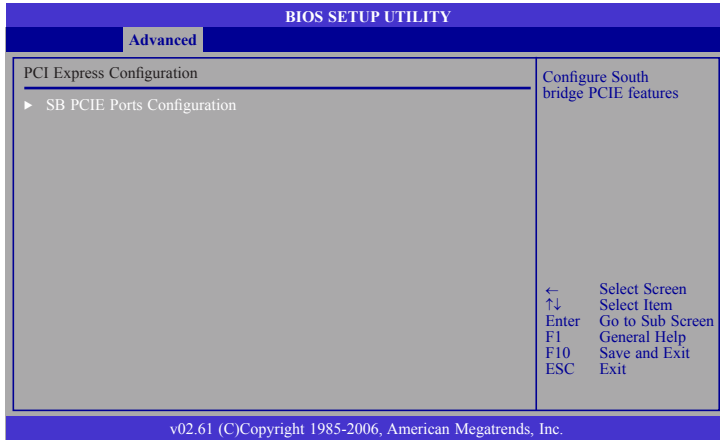 BIOS SETUP UTILITY
Advanced
PCI Express Configuration
► SB PCIE Ports Configuration
Configure South
bridge PCIE features
← Select Screen
↑↓ Select Item
Enter Go to Sub Screen
F1 General Help
F10 Save and Exit
ESC Exit
v02.61 (C)Copyright 1985-2006, American Megatrends, Inc.